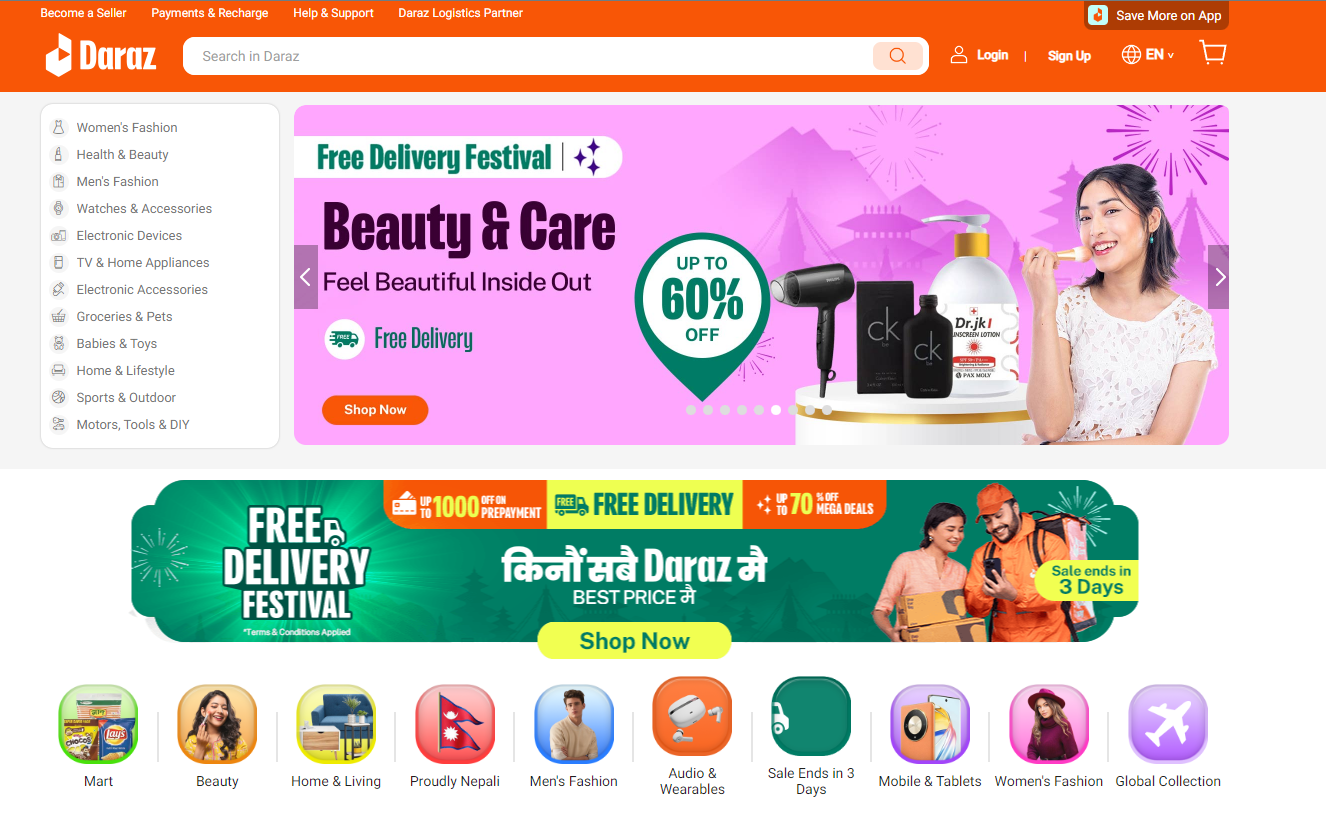 Become a Seller
Payments & Recharge
Help & Support
Daraz Logistics Partner
Save More on App
Daraz
Search in Daraz
Login
Sign Up
EN
Women's Fashion
Health & Beauty
Men's Fashion
Watches & Accessories
Electronic Devices
TV & Home Appliances
Electronic Accessories
Groceries & Pets
Babies & Toys
Home & Lifestyle
Sports & Outdoor
Motors, Tools & DIY
Free Delivery Festival
Beauty & Care
Feel Beautiful Inside Out
FREE
Free Delivery
Shop Now
UP TO
60%
OFF
PHILIPS
ck
be
ck
be
Dr.jk1
SUNSCREEN LOTION
PAX MOLY
FREE
DELIVERY
FESTIVAL
*Terms & Conditions Applied
UP TO 1000 OFF ON PREPAYMENT
FREE
FREE DELIVERY
UP TO 70 % OFF MEGA DEALS
किनौं सबै Daraz मै
BEST PRICE मै
Shop Now
Sale ends in
3 Days
Lay's
CHOCOS
Mart
Beauty
Home & Living
Proudly Nepali
Men's Fashion
Audio &
Wearables
Sale Ends in 3
Days
Mobile & Tablets
Women's Fashion
Global Collection